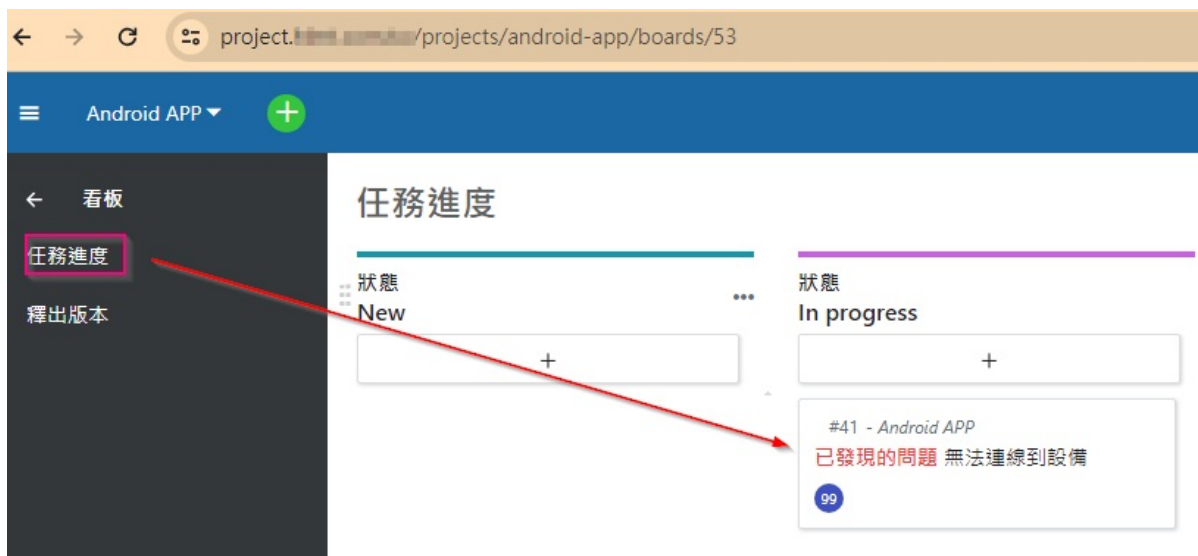 project. /projects/android-app/boards/53
Android APP
看板
任務進度
釋出版本
任務進度
狀態
New
+
狀態
In progress
+
#41 - Android APP
已發現的問題 無法連線到設備
99